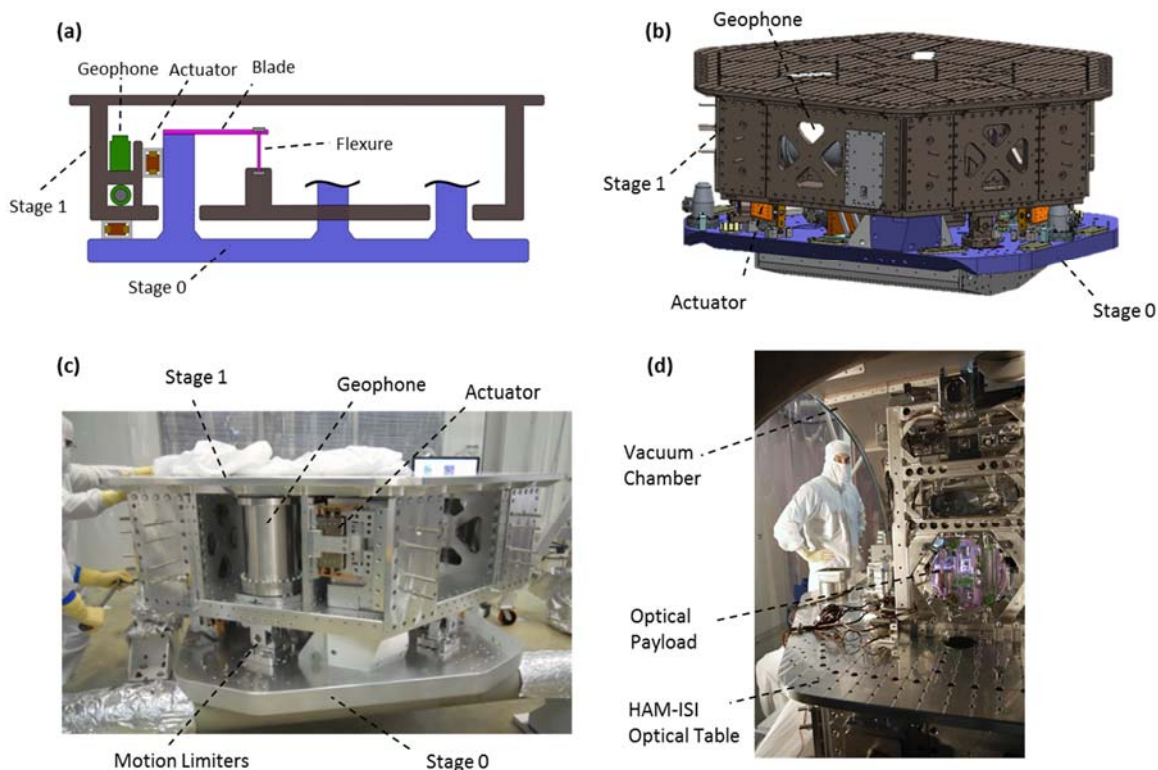 (a)
Geophone
Actuator
Blade
Flexure
Stage 1
Stage 0
(b)
Geophone
Stage 1
Actuator
Stage 0
(c)
Stage 1
Geophone
Actuator
Motion Limiters
Stage 0
(d)
Vacuum
Chamber
Optical
Payload
HAM-ISI
Optical Table